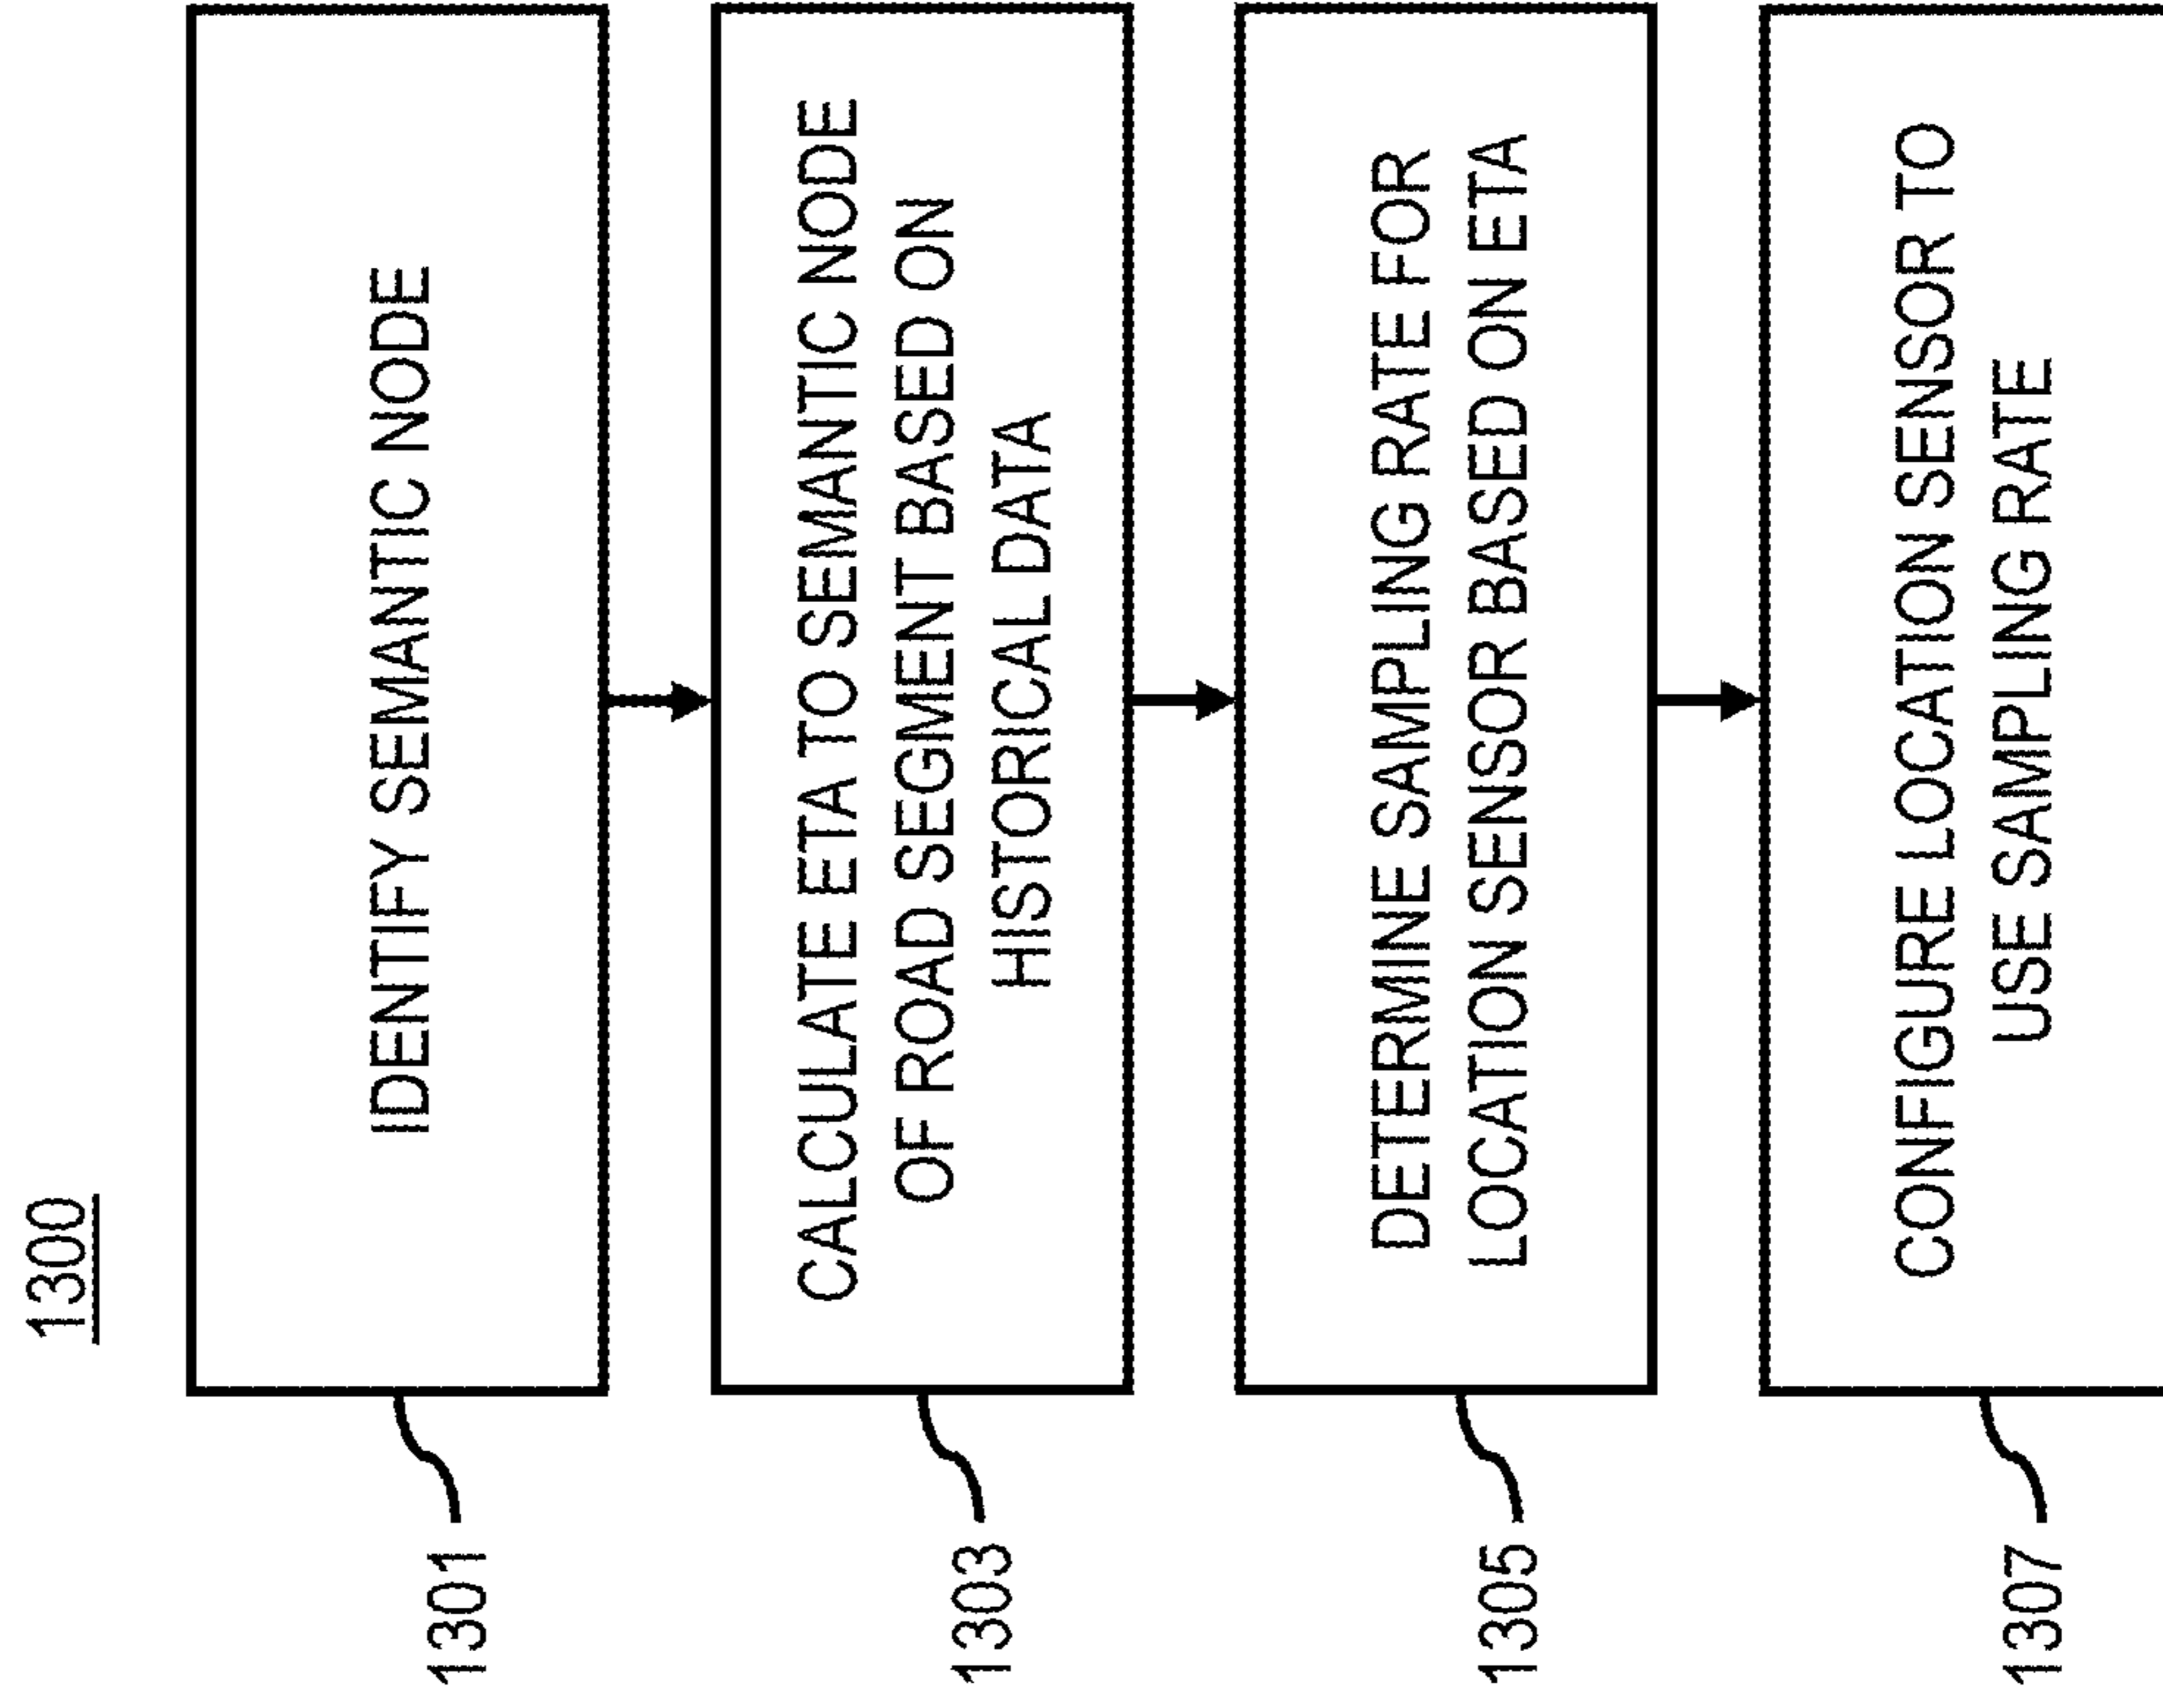 1300
1301
IDENTIFY SEMANTIC NODE
1303
CALCULATE ETA TO SEMANTIC NODE
OF ROAD SEGMENT BASED ON
HISTORICAL DATA
1305
DETERMINE SAMPLING RATE FOR
LOCATION SENSOR BASED ON ETA
1307
CONFIGURE LOCATION SENSOR TO
USE SAMPLING RATE